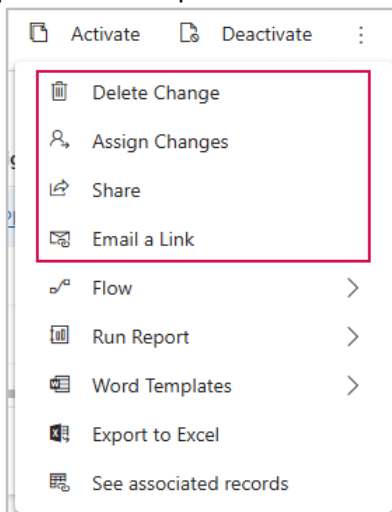 Activate Deactivate
Delete Change
Assign Changes
Share
Email a Link
Flow
Run Report
Word Templates
Export to Excel
See associated records